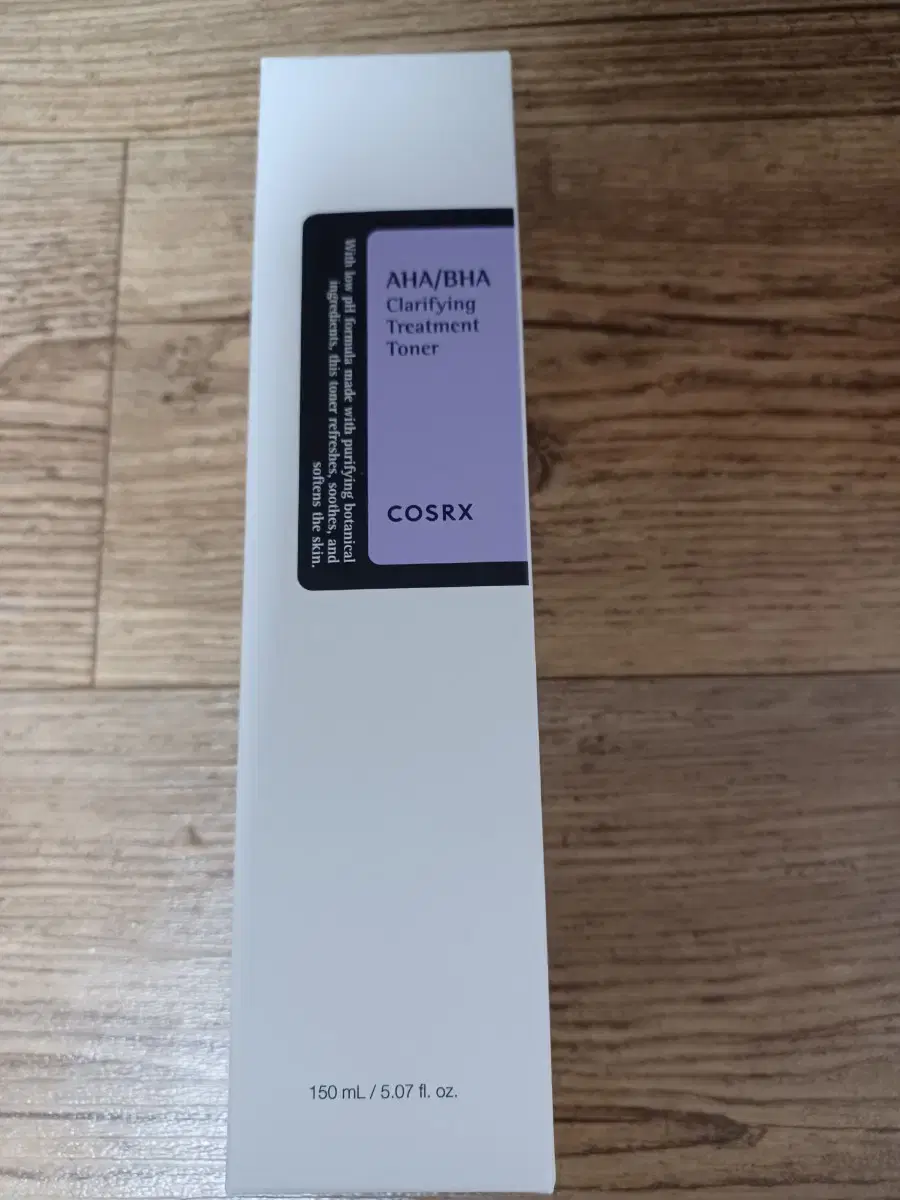 AHA/BHA
Clarifying
Treatment
Toner
COSRX
With low pH formula made with purifying botanical
ingredients, this toner refreshes, soothes, and
softens the skin.
150 mL / 5.07 fl. oz.